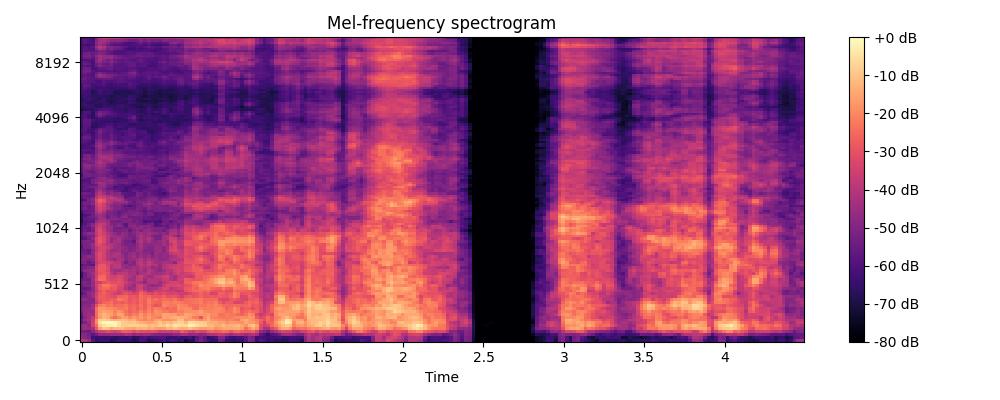 Mel-frequency spectrogram
Hz
8192
4096
2048
1024
512
0
0
0.5
1
1.5
2
2.5
3
3.5
4
Time
+0 dB
-10 dB
-20 dB
-30 dB
-40 dB
-50 dB
-60 dB
-70 dB
-80 dB